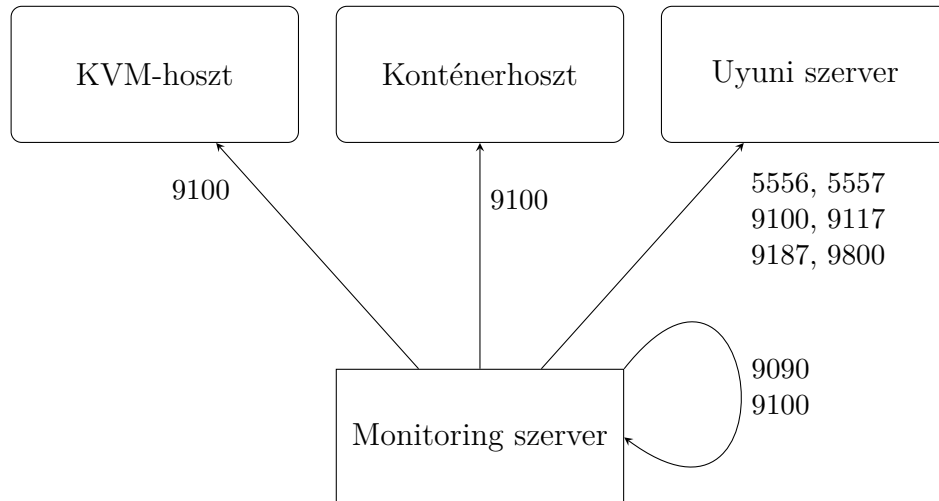 KVM-hoszt
Konténerhoszt
Uyuni szerver
9100
9100
5556, 5557
9100, 9117
9187, 9800
9090
9100
Monitoring szerver